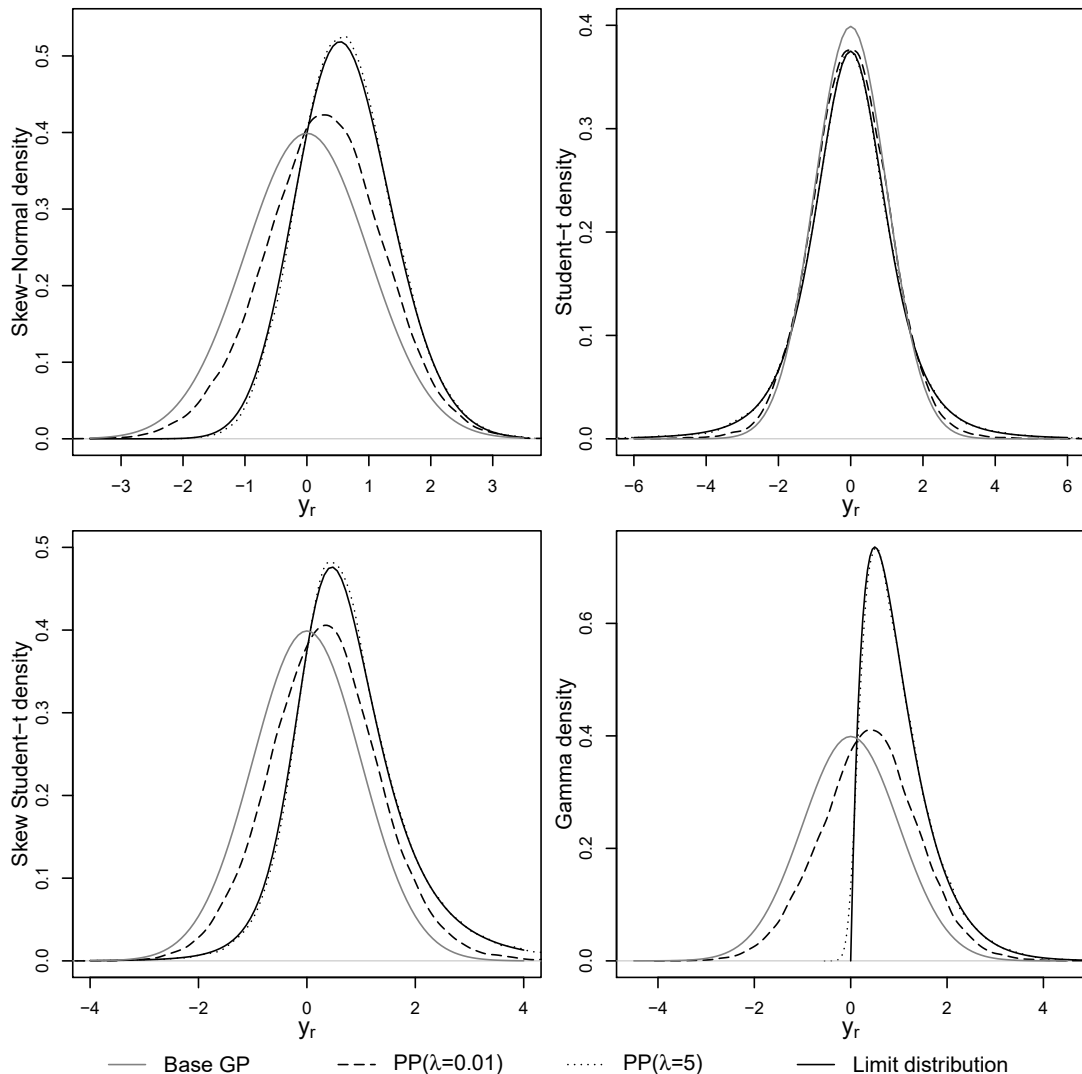 Skew−Normal density
0.0 0.1 0.2 0.3 0.4 0.5
−3 −2 −1 0 1 2 3
yr
Student−t density
0.0 0.1 0.2 0.3 0.4
−6 −4 −2 0 2 4 6
yr
Skew Student−t density
0.0 0.1 0.2 0.3 0.4 0.5
−4 −2 0 2 4
yr
Gamma density
0.0 0.2 0.4 0.6
−4 −2 0 2 4
yr
Base GP PP(λ=0.01) PP(λ=5) Limit distribution